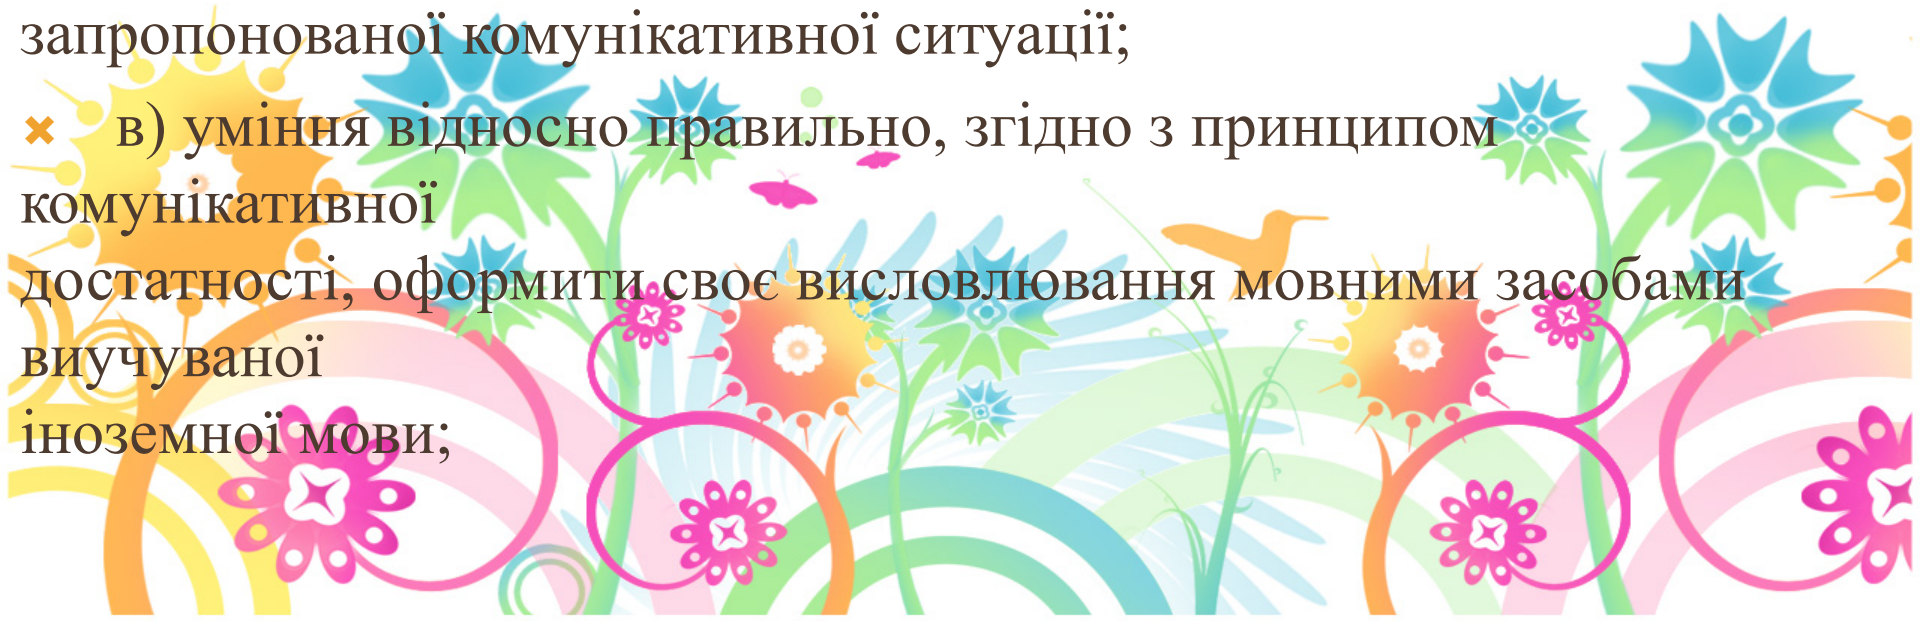 запропонованої комунікативної ситуації;
в) уміння відносно правильно, згідно з принципом
комунікативної
достатності, оформити своє висловлювання мовними засобами
виучуваної
іноземної мови;